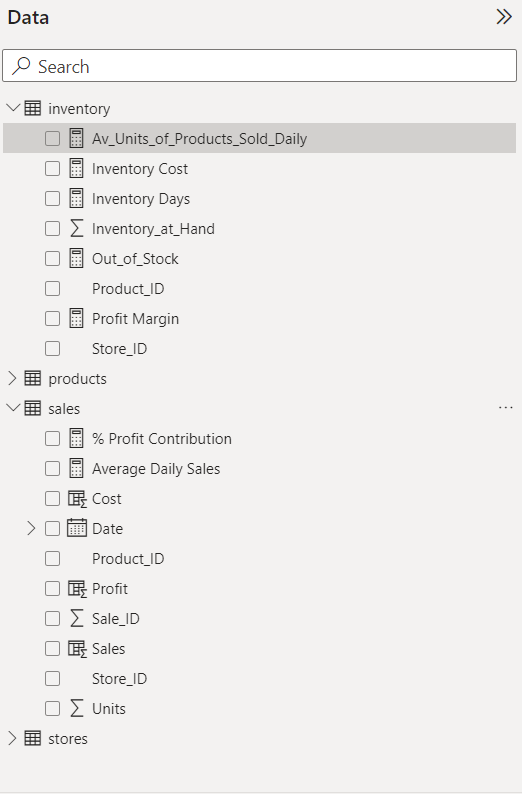 Data
Search
inventory
Av_Units_of_Products_Sold_Daily
Inventory Cost
Inventory Days
Inventory_at_Hand
Out_of_Stock
Product_ID
Profit Margin
Store_ID
products
sales
% Profit Contribution
Average Daily Sales
Cost
Date
Product_ID
Profit
Sale_ID
Sales
Store_ID
Units
stores